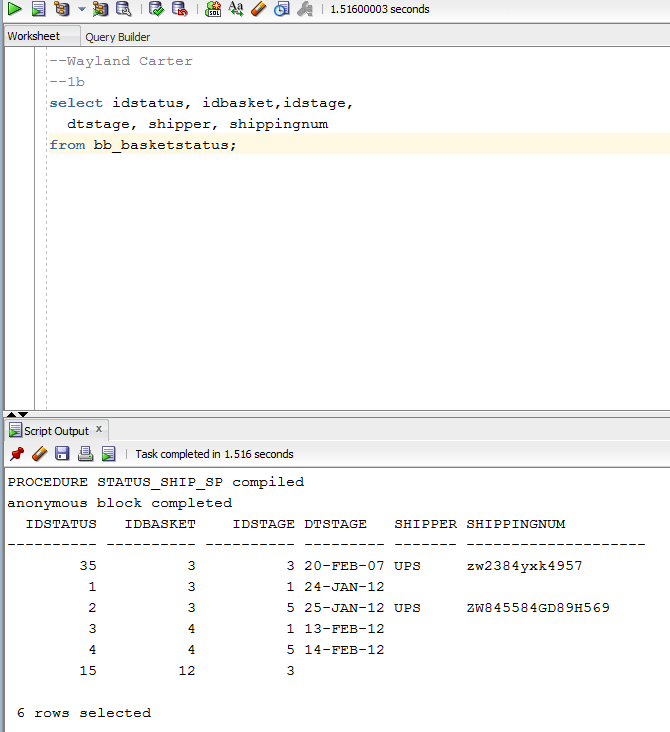 1.51600003 seconds
Worksheet Query Builder
--Wayland Carter
--1b
select idstatus, idbasket,idstage,
  dtstage, shipper, shippingnum
from bb_basketstatus;
Script Output x
Task completed in 1.516 seconds
PROCEDURE STATUS_SHIP_SP compiled
anonymous block completed
  IDSTATUS   IDBASKET    IDSTAGE DTSTAGE   SHIPPER SHIPPINGNUM
---------- ---------- ---------- --------- ------- --------------------
        35          3          3 20-FEB-07 UPS     zw2384yxk4957
         1          3          1 24-JAN-12
         2          3          5 25-JAN-12 UPS     ZW845584GD89H569
         3          4          1 13-FEB-12
         4          4          5 14-FEB-12
        15         12          3
 6 rows selected